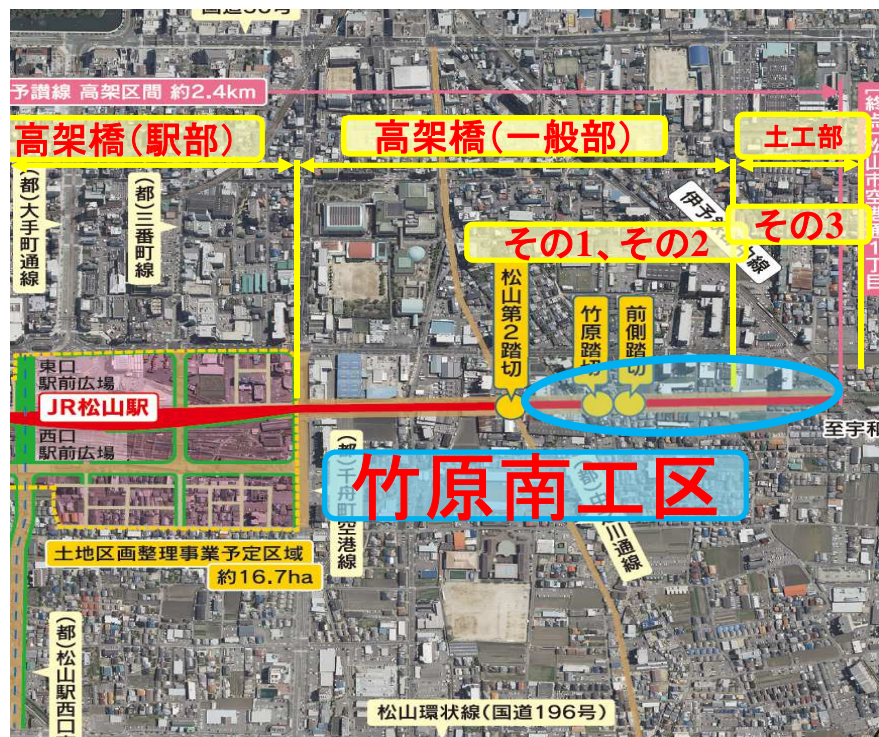 国道56号
予讃線 高架区間 約2.4km
高架橋（駅部）
高架橋（一般部）
土工部
(都)大手町通線
(都)三番町線
その1、その2
その3
松山第2踏切
竹原踏切
前側踏切
東口
駅前広場
JR松山駅
西口
駅前広場
至宇和
竹原南工区
(都)千舟町空港線
川通線
土地区画整理事業予定区域
約16.7ha
(都)松山駅西口
松山環状線(国道196号)